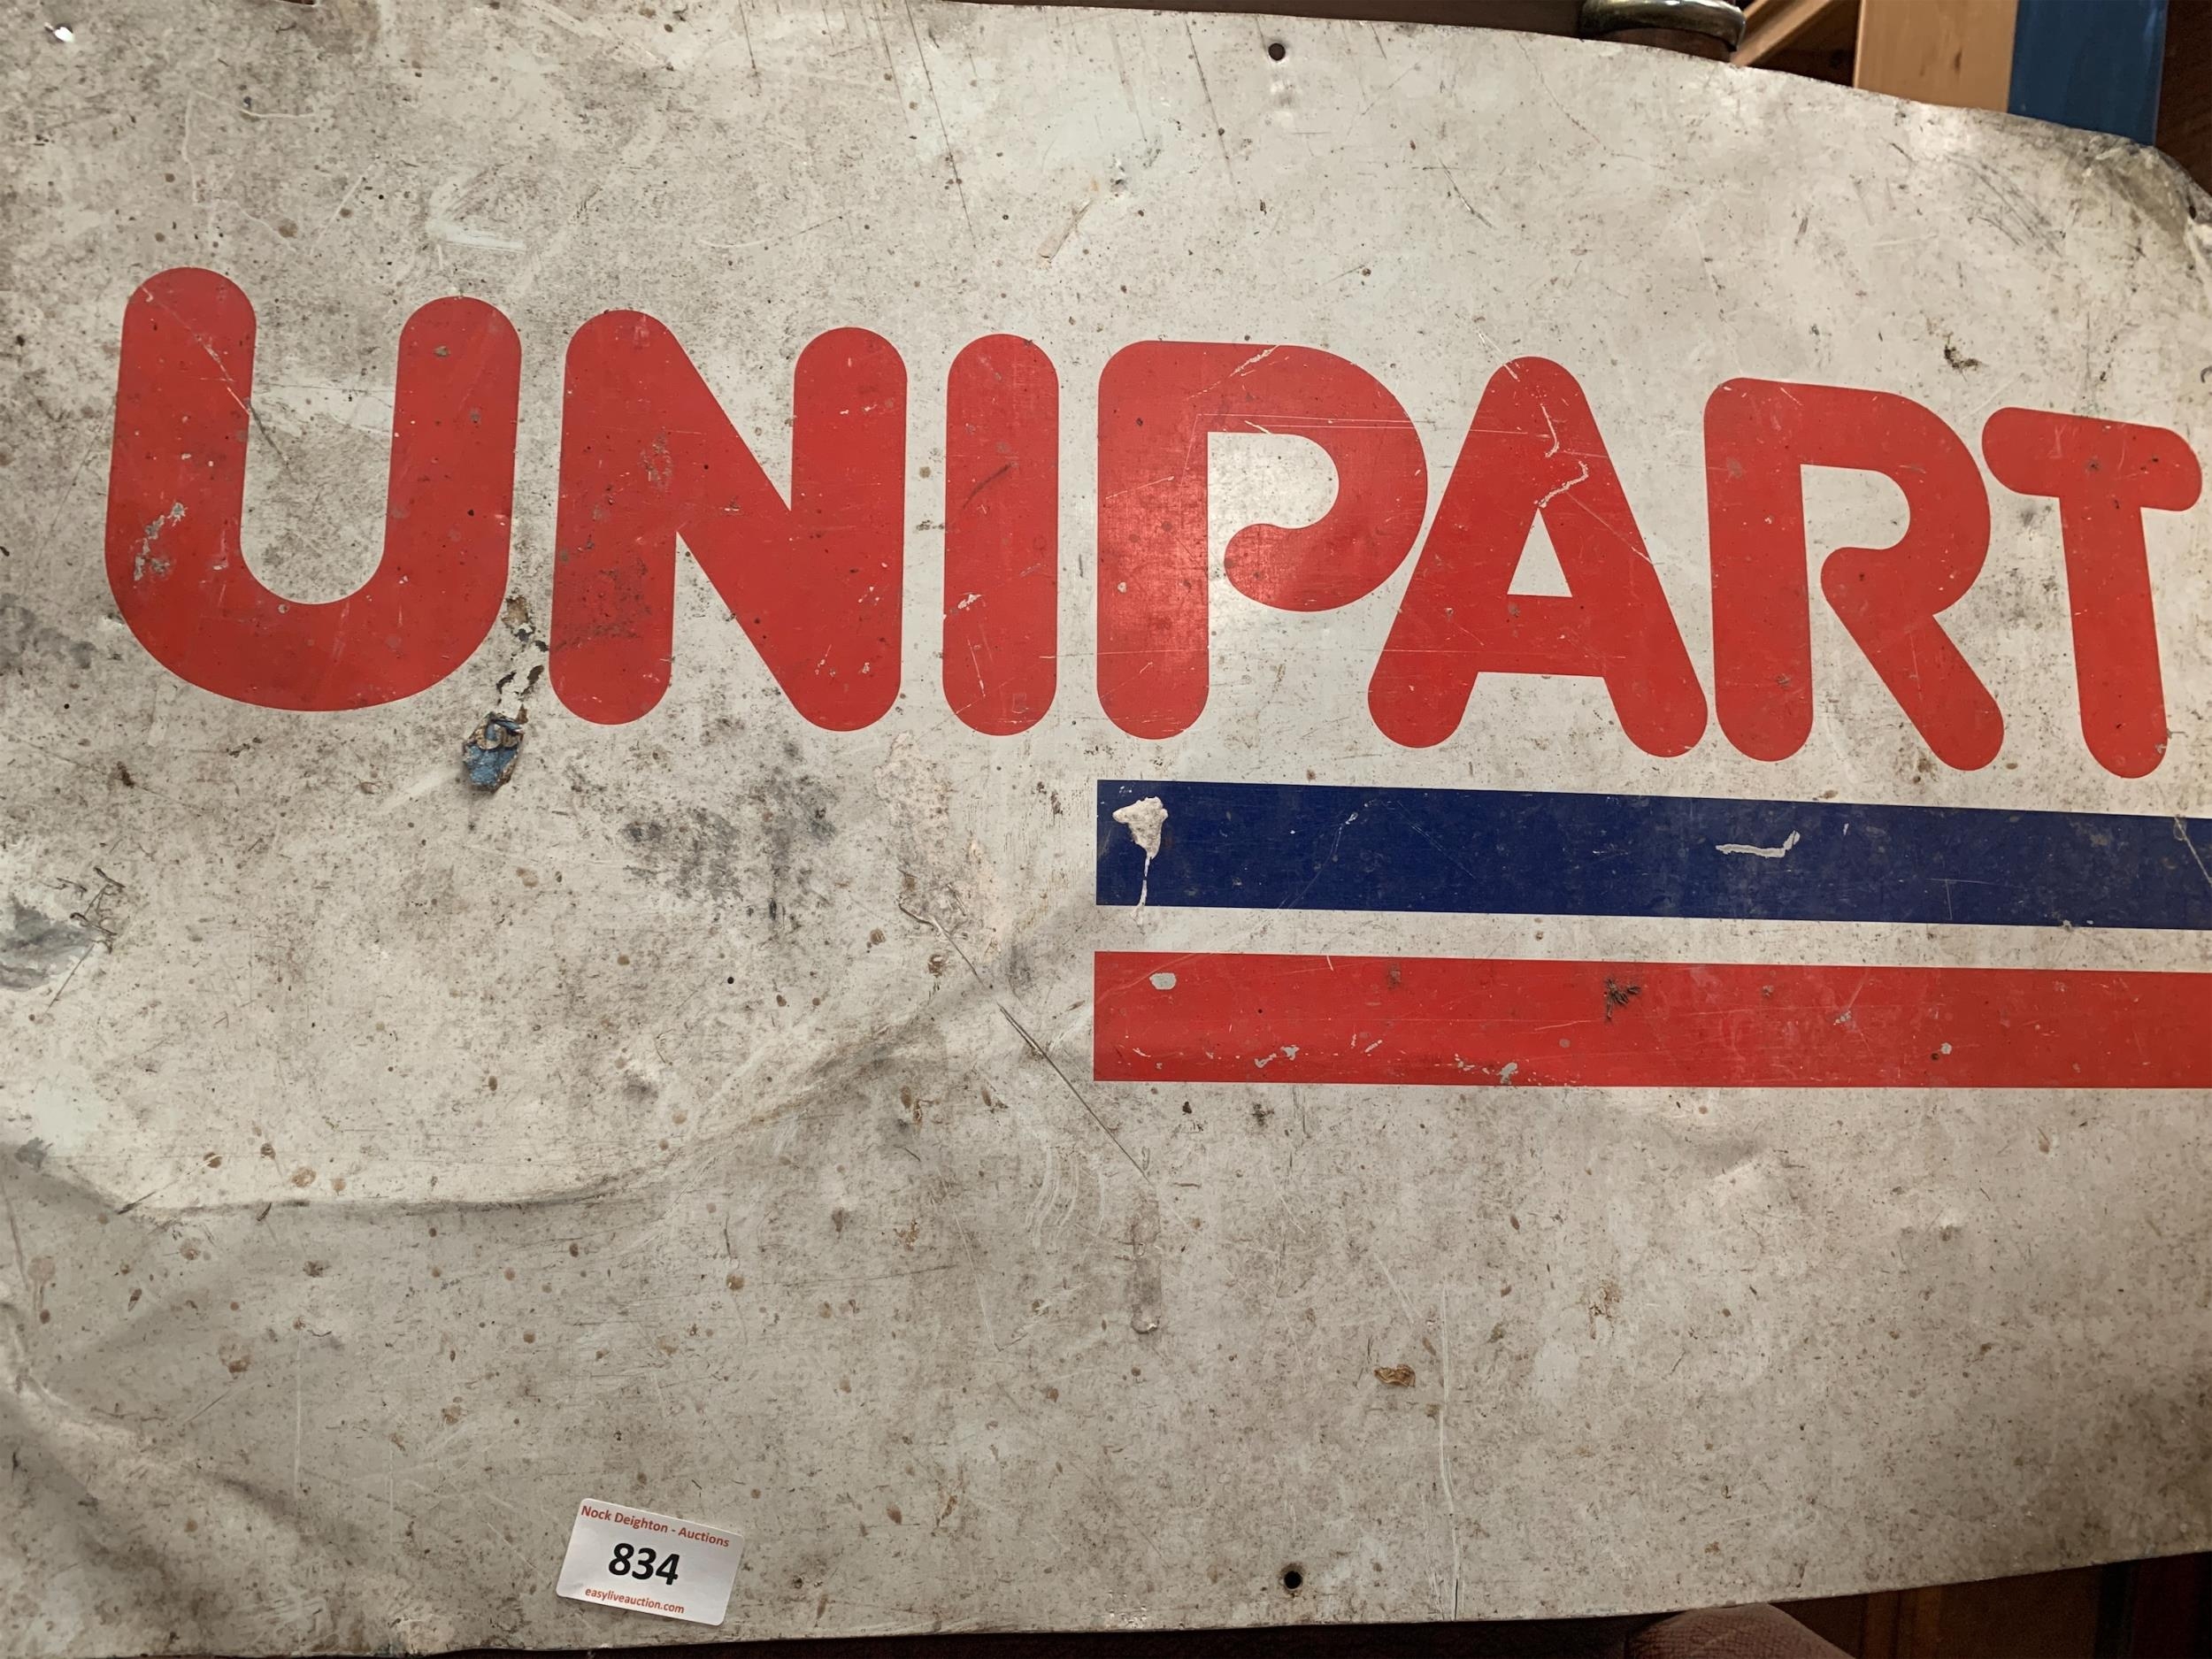 UNIPART
Nock Deighton - Auctions
834
easyliveauction.com